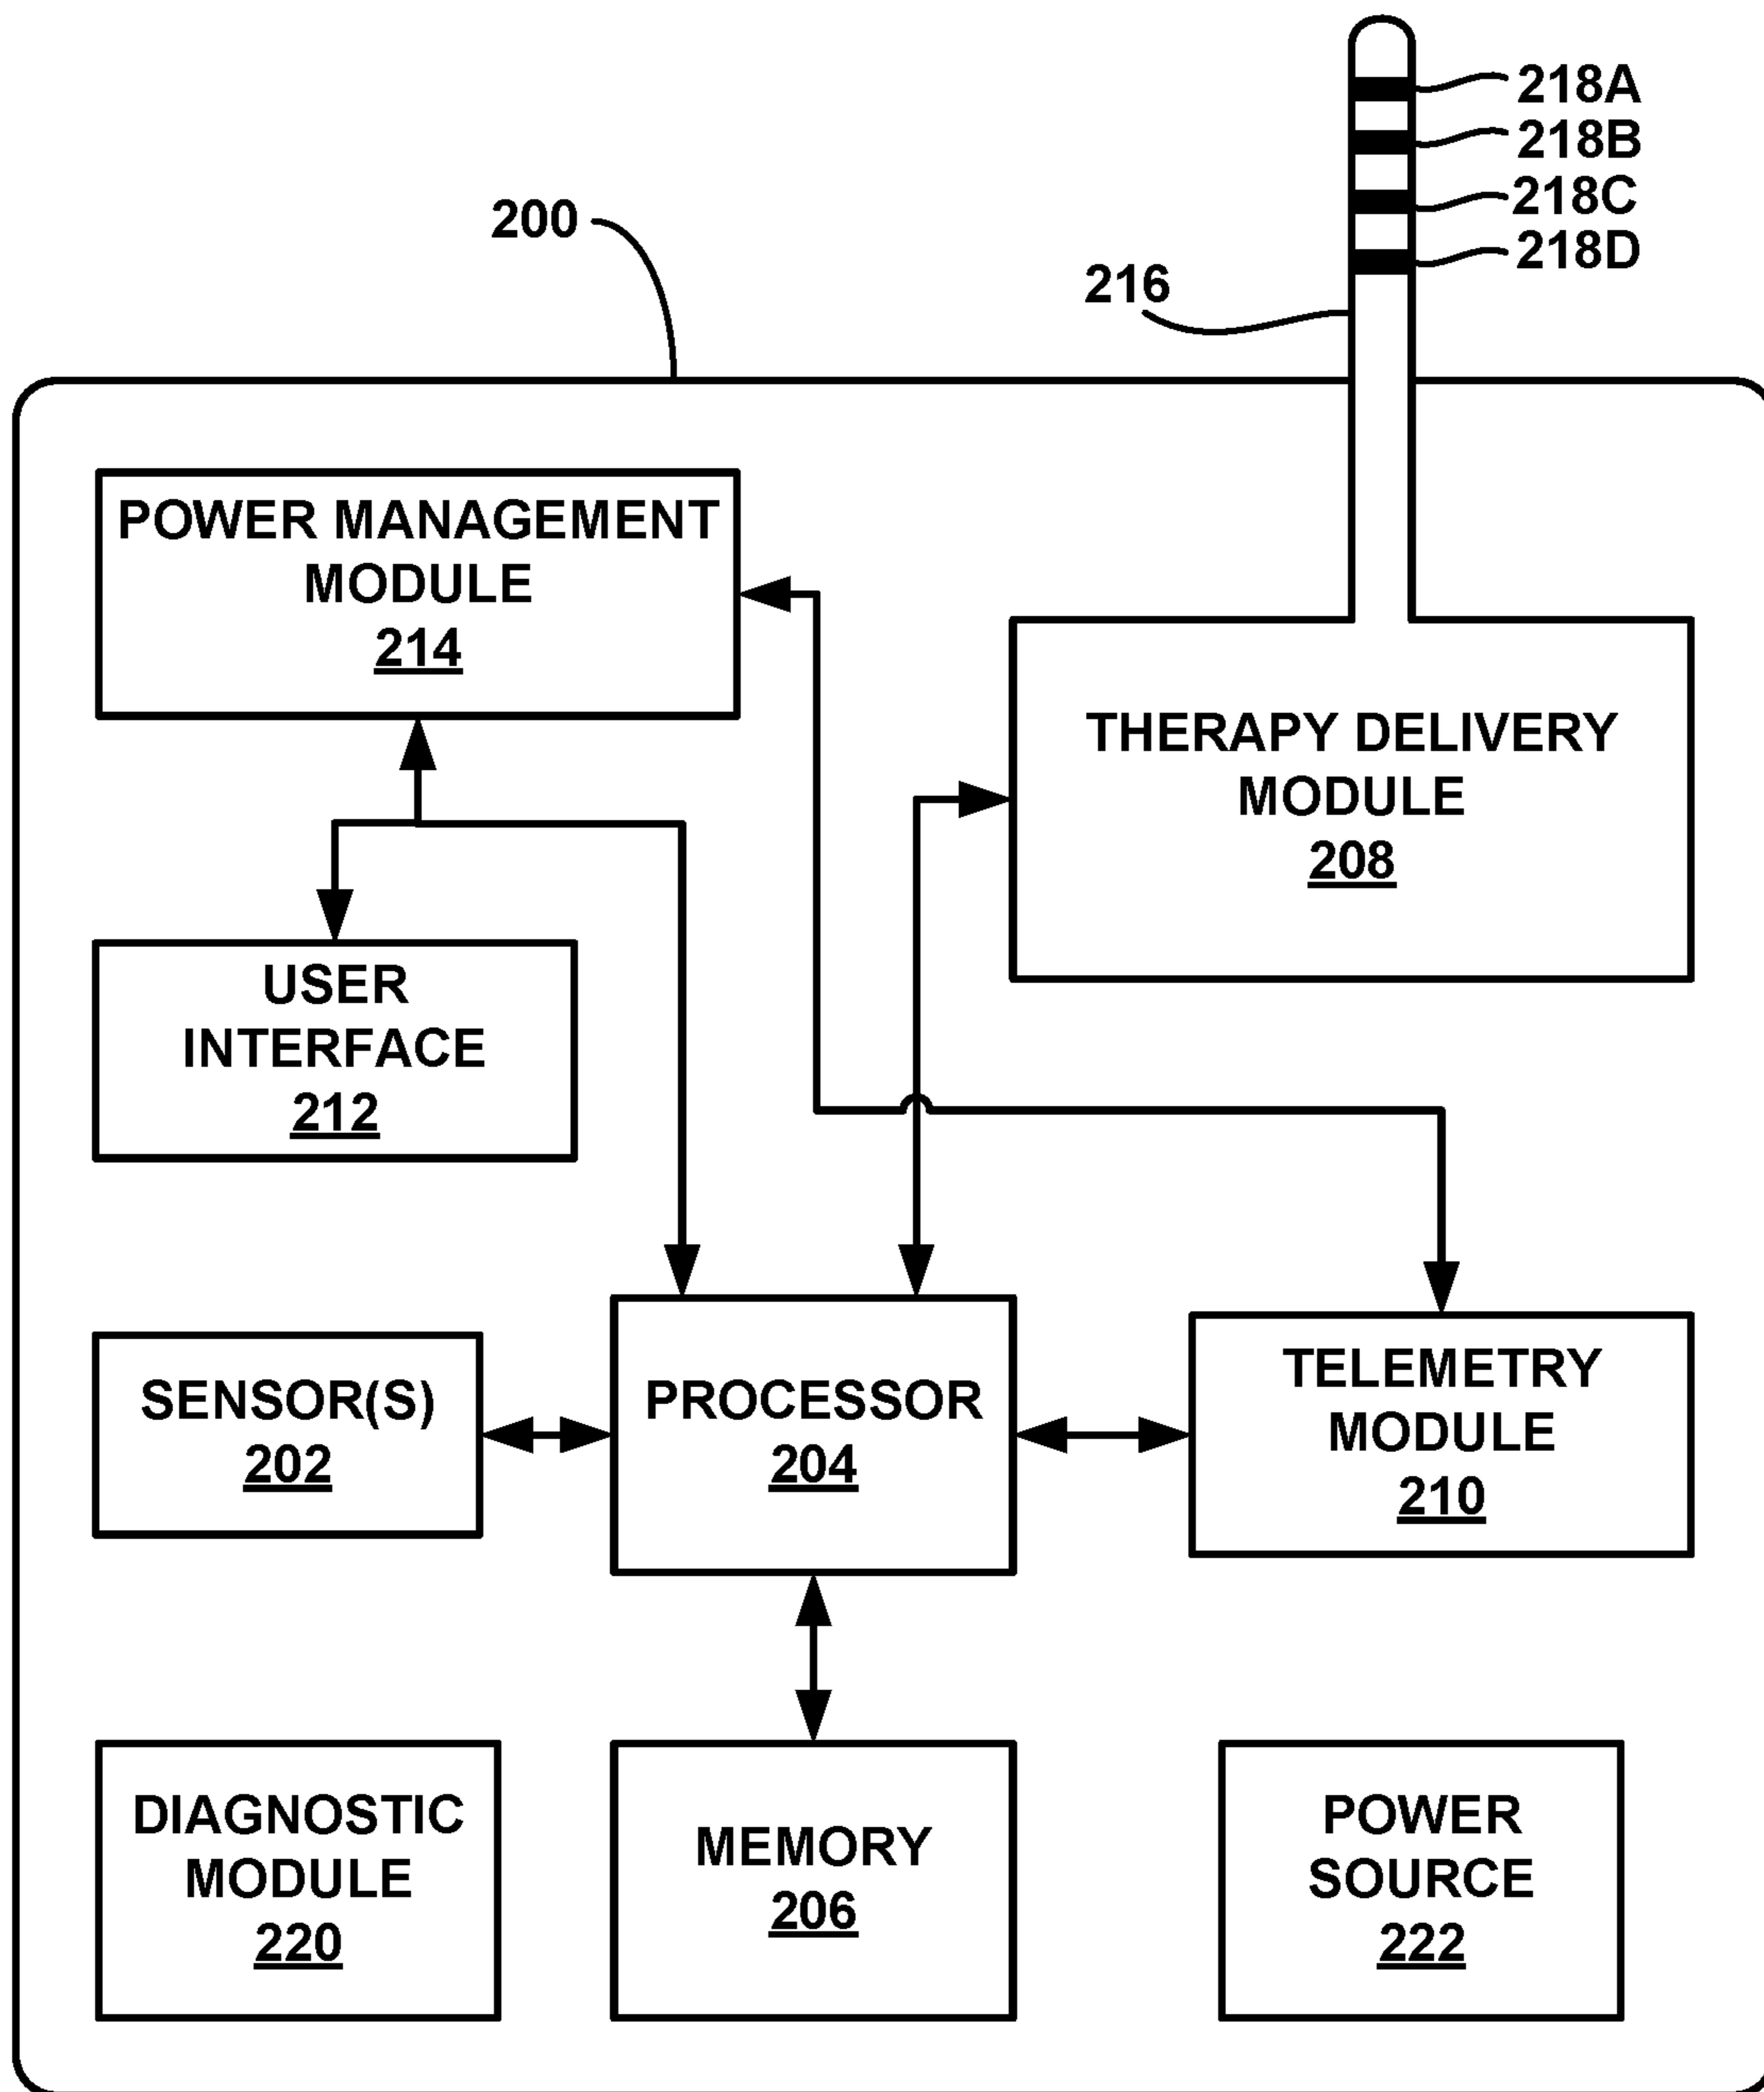 218A
218B
218C
218D
200
216
POWER MANAGEMENT
MODULE
214
THERAPY DELIVERY
MODULE
208
USER
INTERFACE
212
SENSOR(S)
202
PROCESSOR
204
TELEMETRY
MODULE
210
DIAGNOSTIC
MODULE
220
MEMORY
206
POWER
SOURCE
222